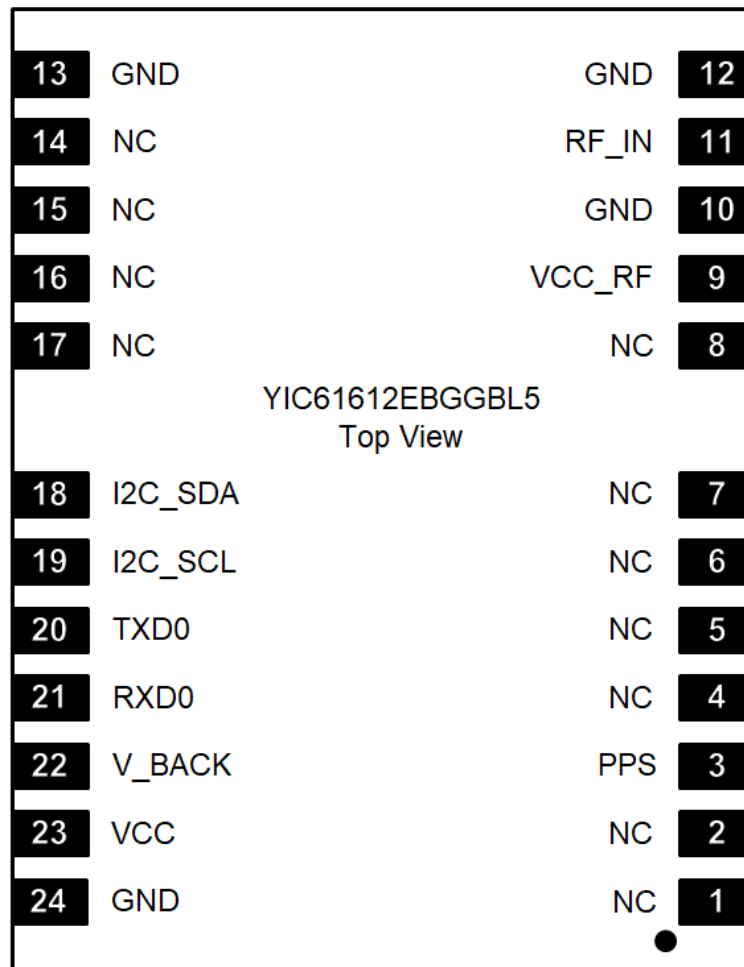 13 GND GND 12
14 NC RF_IN 11
15 NC GND 10
16 NC VCC_RF 9
17 NC NC 8
YIC61612EBGGBL5
Top View
18 I2C_SDA NC 7
19 I2C_SCL NC 6
20 TXD0 NC 5
21 RXD0 NC 4
22 V_BACK PPS 3
23 VCC NC 2
24 GND NC 1